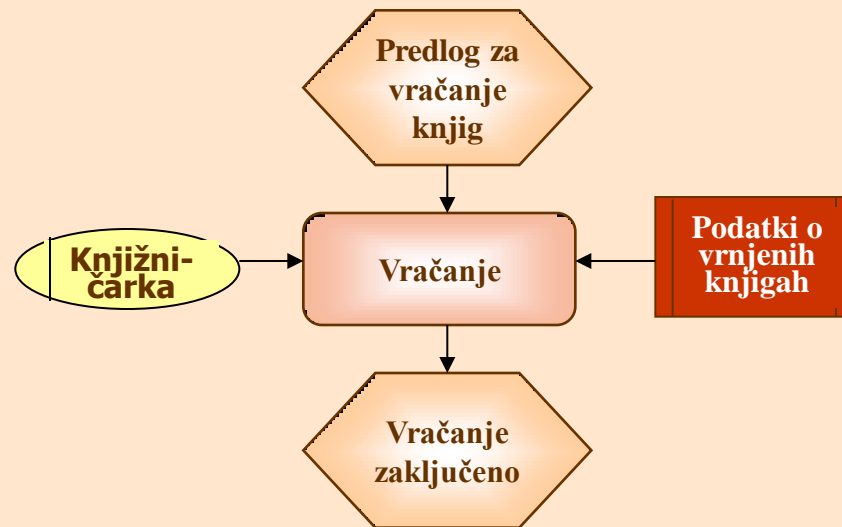 Predlog za
vračanje
knjig
Knjižni-
čarka
Vračanje
Podatki o
vrnjenih
knjigah
Vračanje
zaključeno